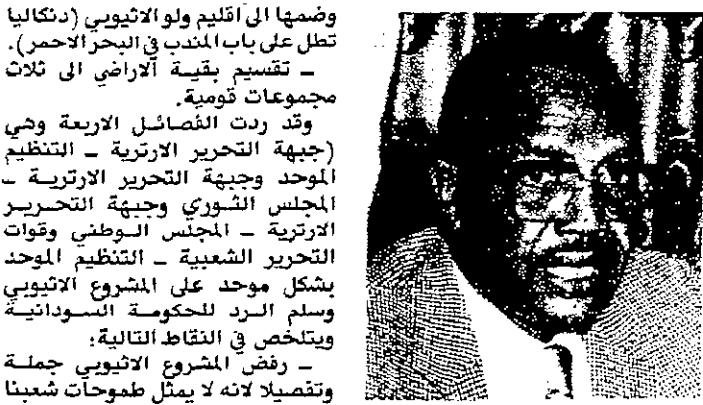 وضمها الى اقليم ولو الاثيوبي (دنكاليا
تطل على باب المندب في البحر الاحمر).
ـ تقسيم بقية الاراضي الى ثلاث
مجموعات قومية.
وقد ردت الفصائل الاربعة وهي
(جبهة التحرير الارترية ـ التنظيم
الموحد وجبهة التحرير الارترية ـ
المجلس الثوري وجبهة التحرير
الارترية ـ المجلس الوطني وقوات
التحرير الشعبية ـ التنظيم الموحد
بشكل موحد على المشروع الاثيوبي
وسلم الرد للحكومة السودانية
ويتلخص في النقاط التالية:
ـ رفض المشروع الاثيوبي جملة
وتفصيلا لانه لا يمثل طموحات شعبنا